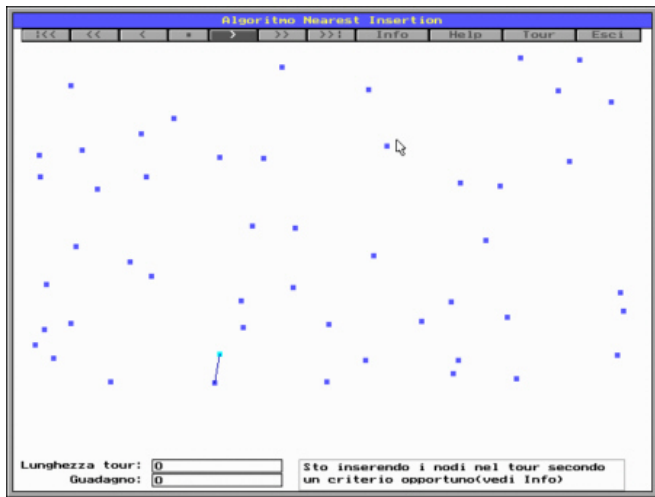 Algoritmo Nearest Insertion
:<< << < ▪ > >> >>: Info Help Tour Esci
Lunghezza tour: 0
Guadagno: 0
Sto inserendo i nodi nel tour secondo
un criterio opportuno(vedi Info)